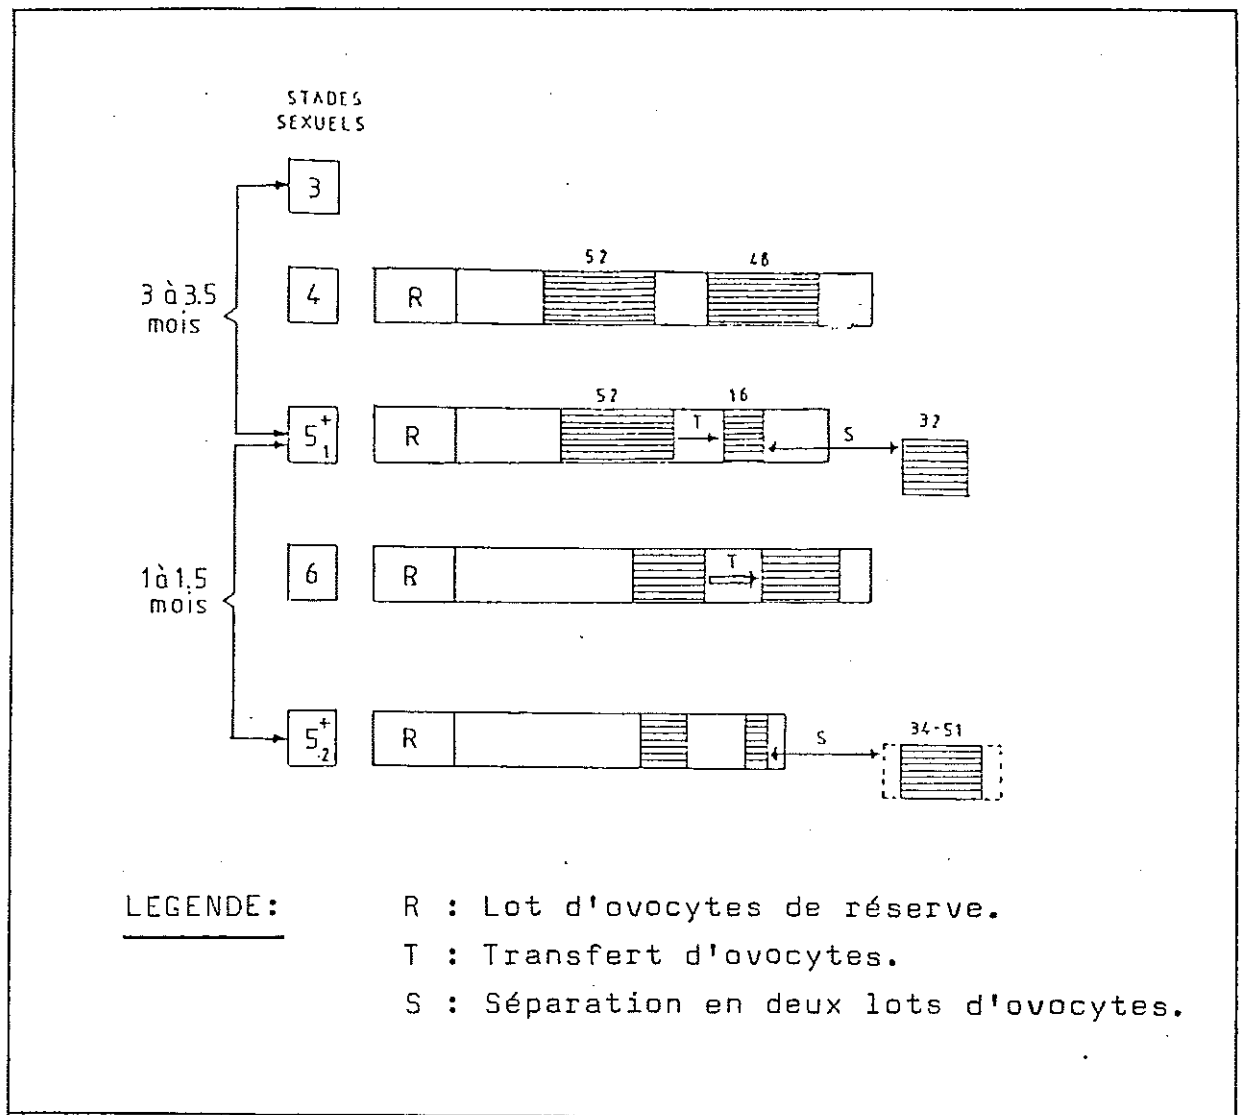 STADES
SEXUELS
3
52 48
3 à 3.5
mois
4 R
52 16
5+1 R T S 32
1 à 1.5
mois
6 R T
34-51
5+2 R S
LEGENDE:
R : Lot d'ovocytes de réserve.
T : Transfert d'ovocytes.
S : Séparation en deux lots d'ovocytes.